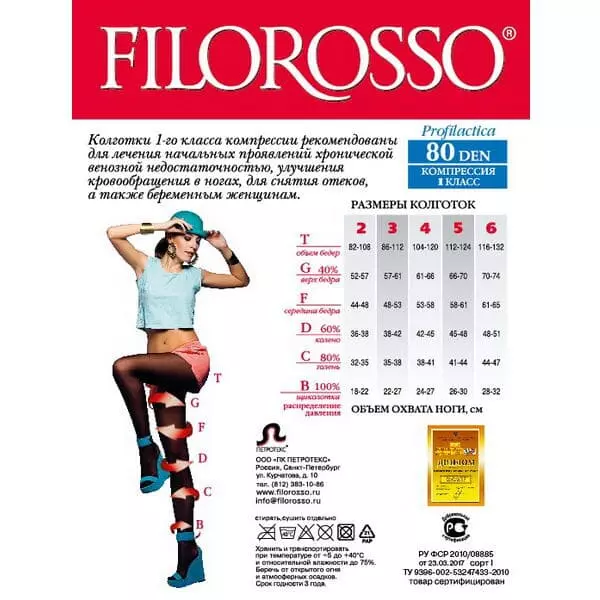 FILOROSSO®
Колготки 1-го класса компрессии рекомендованы
для лечения начальных проявлений хронической
венозной недостаточностью, улучшения
кровообращения в ногах, для снятия отеков,
а также беременным женщинам.
Profilactica
80 DEN
КОМПРЕССИЯ
1 КЛАСС
РАЗМЕРЫ КОЛГОТОК
2 3 4 5 6
T объем бедер 82-108 86-112 104-120 112-124 116-132
G 40% верх бедра 52-57 57-61 61-66 66-70 70-74
F середина бедра 44-48 48-53 53-58 58-61 61-65
D 60% колено 36-38 38-42 42-45 45-48 48-51
C 80% голень 32-35 35-38 38-41 41-44 44-47
B 100% щиколотки 18-22 22-27 24-27 26-30 28-32
распределение
давления
ОБЪЕМ ОХВАТА НОГИ, см
T
G
F
D
C
B
ПЕТРОТЕКС
ООО «ПК ПЕТРОТЕКС»
Россия, Санкт-Петербург
ул. Курчатова, д. 10
тел. (812) 383-10-86
www.filorosso.ru
info@filorosso.ru
стирать, сушить отдельно
Хранить и транспортировать
при температуре от +5 до +40°С
и относительной влажности до 75%.
Беречь от открытого огня
и атмосферных осадков.
Срок годности 3 года.
21
PAP
ДИПЛОМ
Добровольная
сертификация
РУ ФСР 2010/08885
от 23.03.2017 сорт I
ТУ 9396-002-53247433-2010
товар сертифицирован